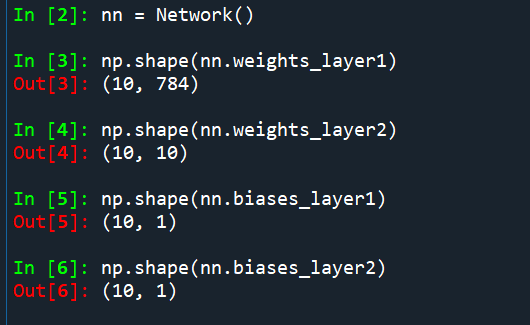 In [2]: nn = Network()
In [3]: np.shape(nn.weights_layer1)
Out[3]: (10, 784)
In [4]: np.shape(nn.weights_layer2)
Out[4]: (10, 10)
In [5]: np.shape(nn.biases_layer1)
Out[5]: (10, 1)
In [6]: np.shape(nn.biases_layer2)
Out[6]: (10, 1)